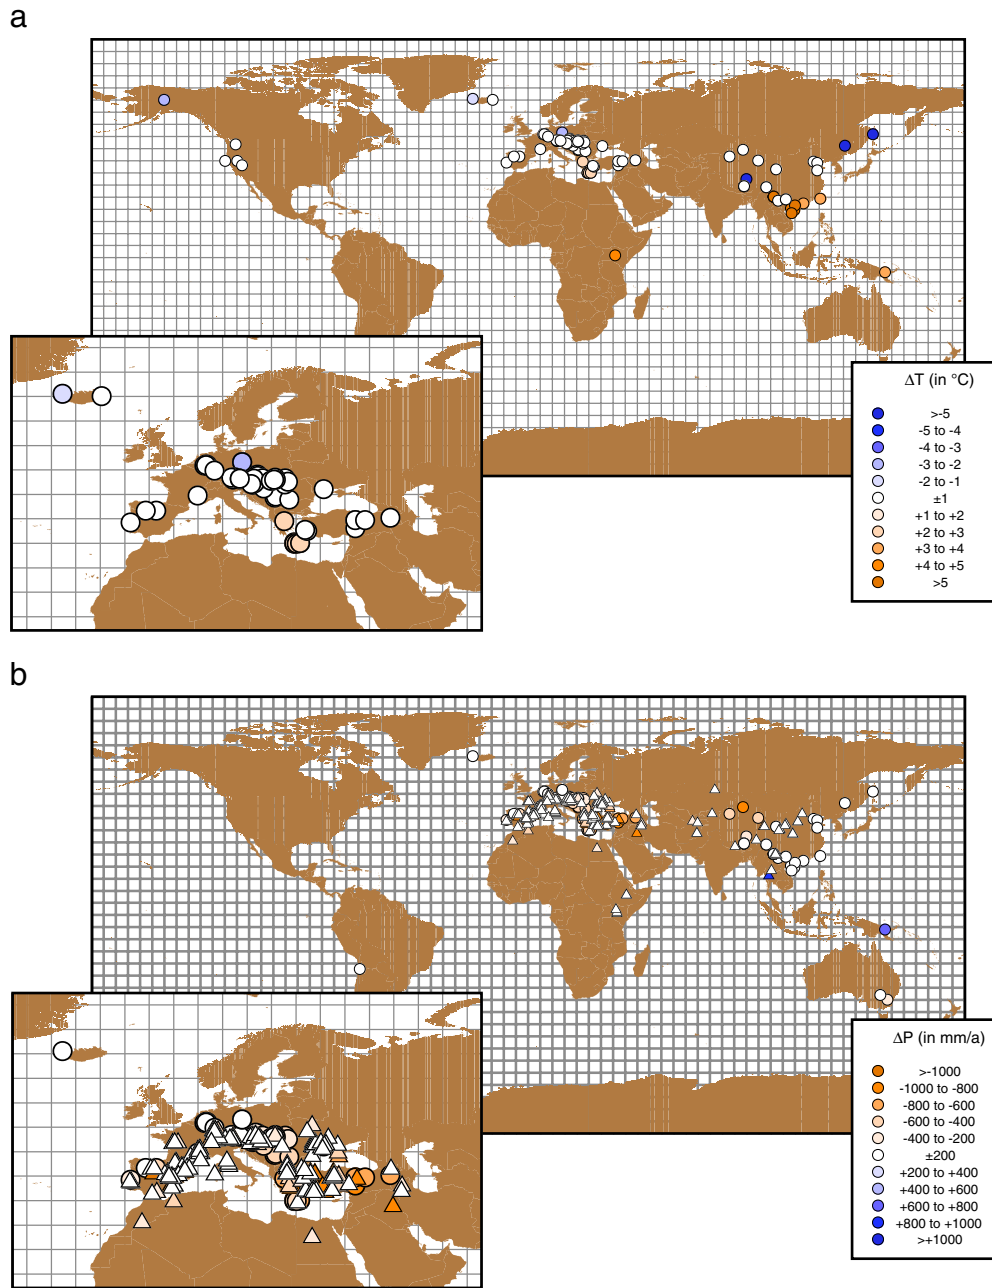 a
ΔT (in °C)
>-5
-5 to -4
-4 to -3
-3 to -2
-2 to -1
±1
+1 to +2
+2 to +3
+3 to +4
+4 to +5
>5
b
ΔP (in mm/a)
>-1000
-1000 to -800
-800 to -600
-600 to -400
-400 to -200
±200
+200 to +400
+400 to +600
+600 to +800
+800 to +1000
>+1000